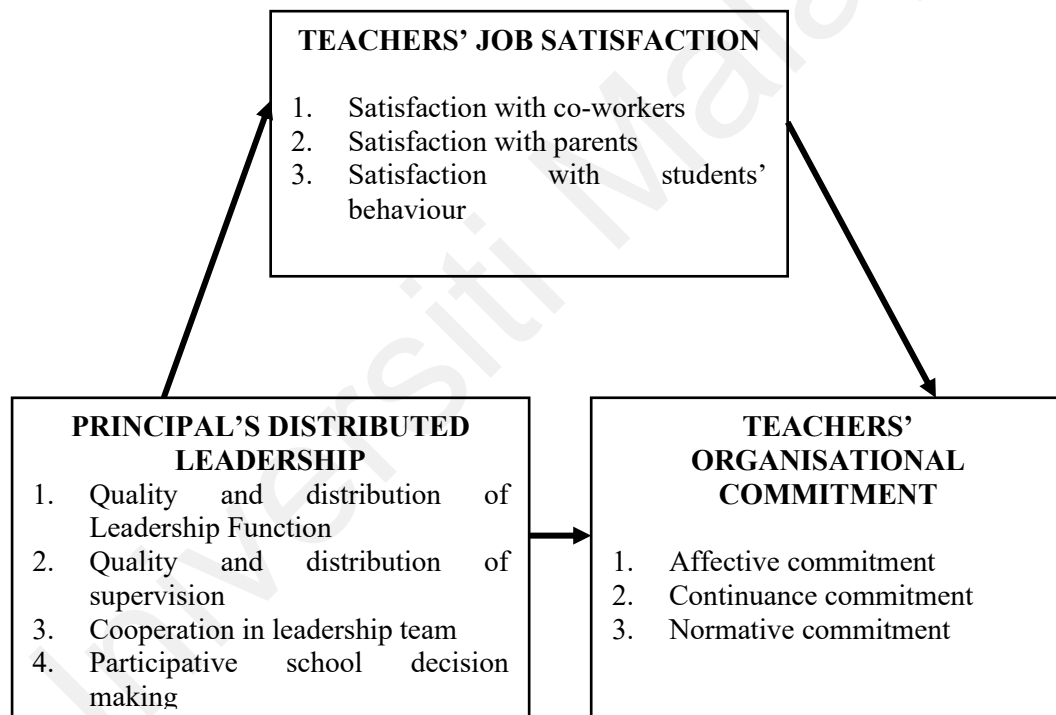 TEACHERS’ JOB SATISFACTION
1. Satisfaction with co-workers
2. Satisfaction with parents
3. Satisfaction with students’
behaviour
PRINCIPAL’S DISTRIBUTED
LEADERSHIP
1. Quality and distribution of
Leadership Function
2. Quality and distribution of
supervision
3. Cooperation in leadership team
4. Participative school decision
making
TEACHERS’
ORGANISATIONAL
COMMITMENT
1. Affective commitment
2. Continuance commitment
3. Normative commitment